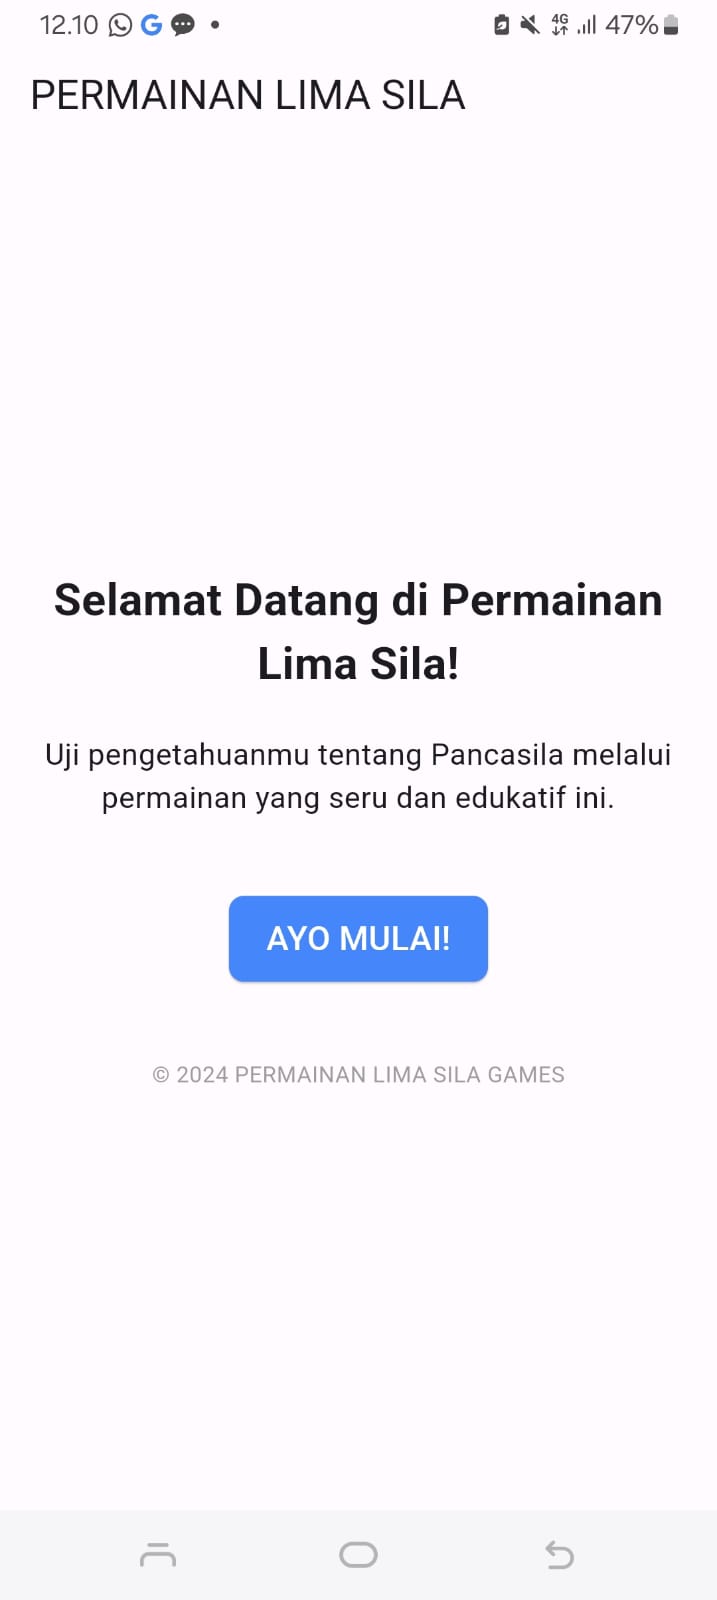 12.10
4G
47%
PERMAINAN LIMA SILA
Selamat Datang di Permainan
Lima Sila!
Uji pengetahuanmu tentang Pancasila melalui
permainan yang seru dan edukatif ini.
AYO MULAI!
© 2024 PERMAINAN LIMA SILA GAMES